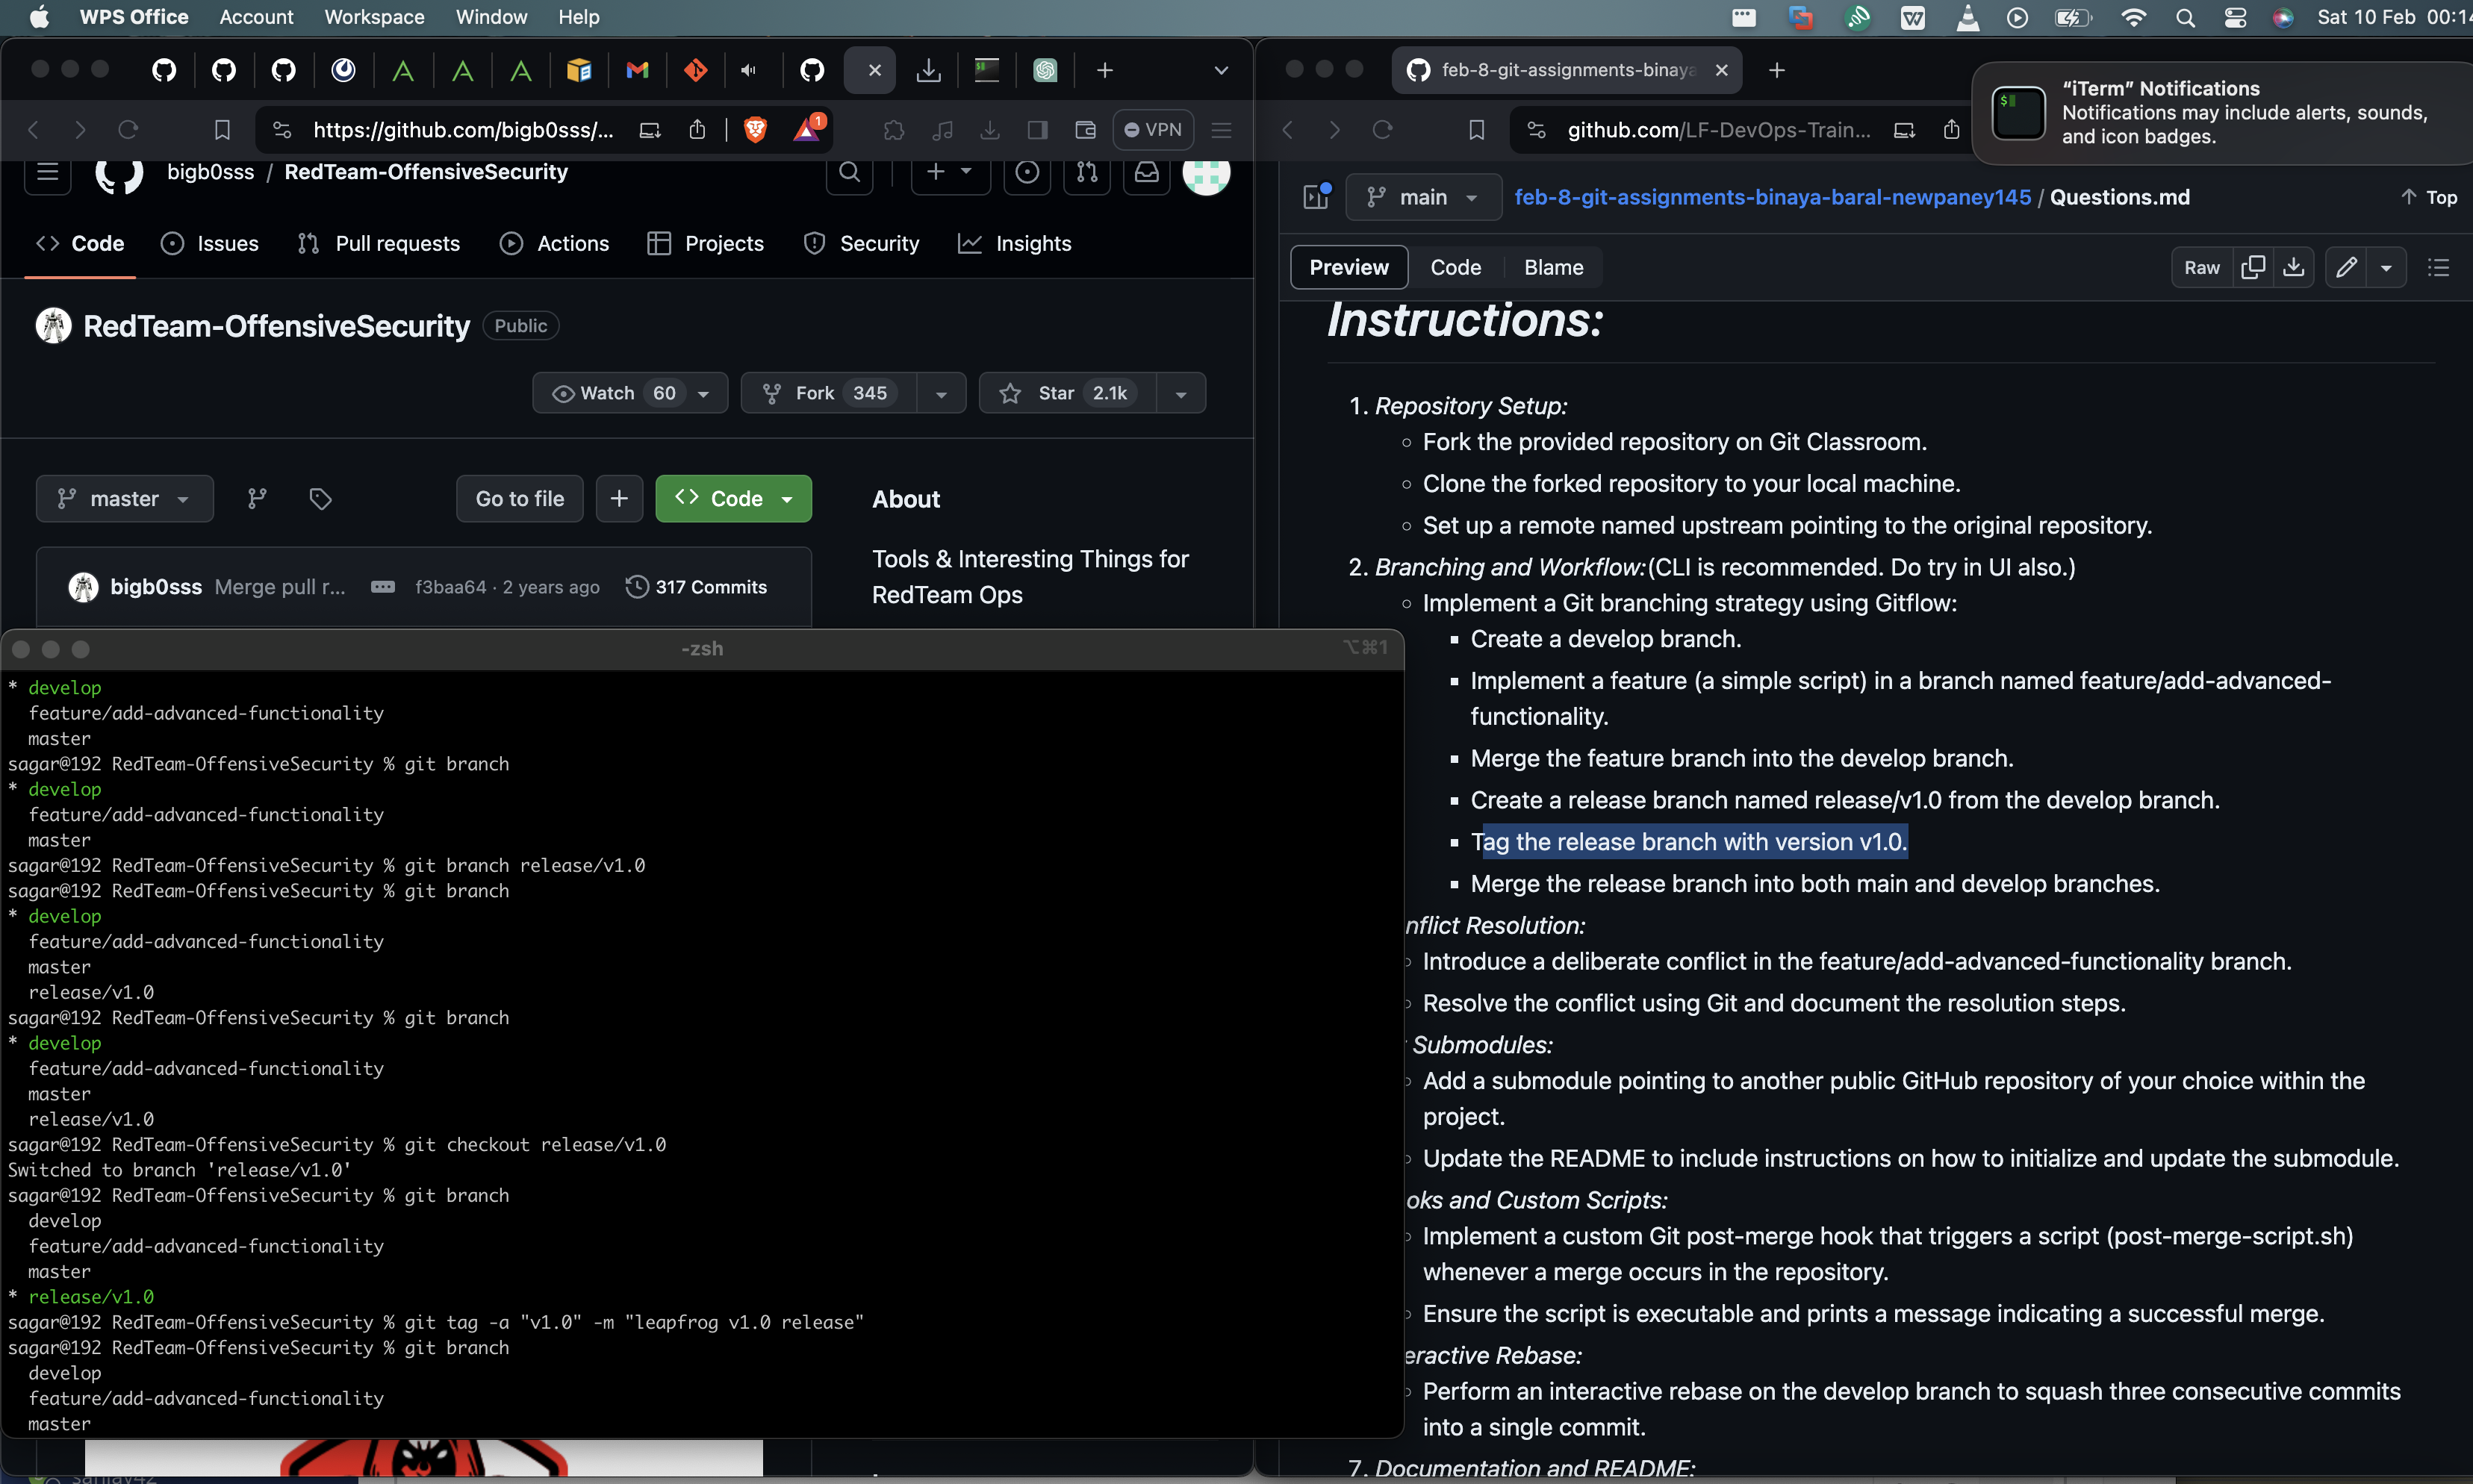 WPS Office Account Workspace Window Help
Sat 10 Feb 00:14
https://github.com/bigb0sss/...
1
VPN
bigb0sss / RedTeam-OffensiveSecurity
Code Issues Pull requests Actions Projects Security Insights
RedTeam-OffensiveSecurity Public
Watch 60 Fork 345 Star 2.1k
master Go to file Code
bigb0sss Merge pull r... f3baa64 · 2 years ago 317 Commits
About
Tools & Interesting Things for
RedTeam Ops
-zsh
⌥⌘1
* develop
feature/add-advanced-functionality
master
sagar@192 RedTeam-OffensiveSecurity % git branch
* develop
feature/add-advanced-functionality
master
sagar@192 RedTeam-OffensiveSecurity % git branch release/v1.0
sagar@192 RedTeam-OffensiveSecurity % git branch
* develop
feature/add-advanced-functionality
master
release/v1.0
sagar@192 RedTeam-OffensiveSecurity % git branch
* develop
feature/add-advanced-functionality
master
release/v1.0
sagar@192 RedTeam-OffensiveSecurity % git checkout release/v1.0
Switched to branch 'release/v1.0'
sagar@192 RedTeam-OffensiveSecurity % git branch
develop
feature/add-advanced-functionality
master
* release/v1.0
sagar@192 RedTeam-OffensiveSecurity % git tag -a "v1.0" -m "leapfrog v1.0 release"
sagar@192 RedTeam-OffensiveSecurity % git branch
develop
feature/add-advanced-functionality
master
feb-8-git-assignments-binaya
github.com/LF-DevOps-Train...
"iTerm" Notifications
Notifications may include alerts, sounds,
and icon badges.
main feb-8-git-assignments-binaya-baral-newpaney145 / Questions.md Top
Preview Code Blame Raw
Instructions:
1. Repository Setup:
Fork the provided repository on Git Classroom.
Clone the forked repository to your local machine.
Set up a remote named upstream pointing to the original repository.
2. Branching and Workflow:(CLI is recommended. Do try in UI also.)
Implement a Git branching strategy using Gitflow:
Create a develop branch.
Implement a feature (a simple script) in a branch named feature/add-advanced-
functionality.
Merge the feature branch into the develop branch.
Create a release branch named release/v1.0 from the develop branch.
Tag the release branch with version v1.0.
Merge the release branch into both main and develop branches.
nflict Resolution:
Introduce a deliberate conflict in the feature/add-advanced-functionality branch.
Resolve the conflict using Git and document the resolution steps.
Submodules:
Add a submodule pointing to another public GitHub repository of your choice within the
project.
Update the README to include instructions on how to initialize and update the submodule.
oks and Custom Scripts:
Implement a custom Git post-merge hook that triggers a script (post-merge-script.sh)
whenever a merge occurs in the repository.
Ensure the script is executable and prints a message indicating a successful merge.
eractive Rebase:
Perform an interactive rebase on the develop branch to squash three consecutive commits
into a single commit.
7. Documentation and README: